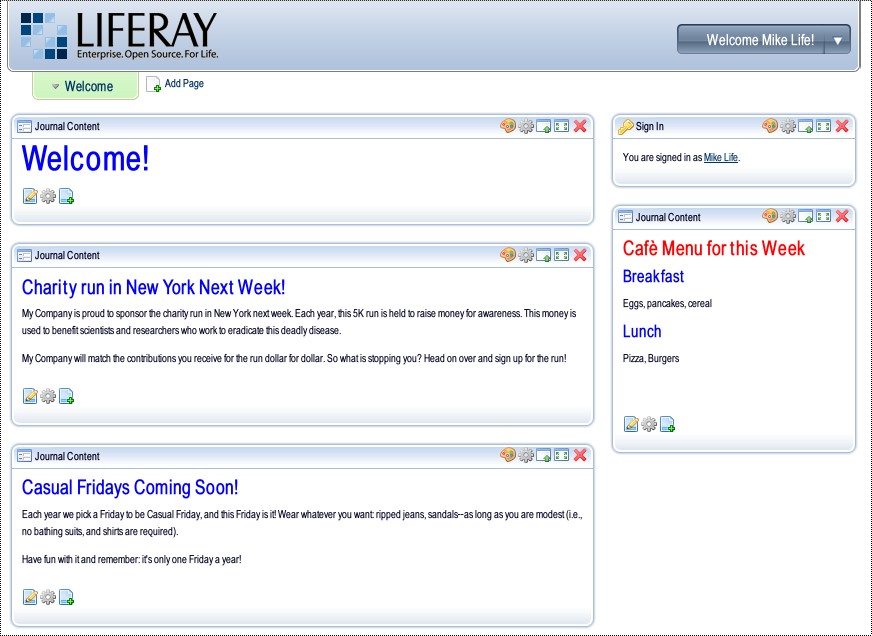 LIFERAY
Enterprise. Open Source. For Life.
Welcome Mike Life!
Welcome
Add Page
Journal Content
Welcome!
Journal Content
Charity run in New York Next Week!
My Company is proud to sponsor the charity run in New York next week. Each year, this 5K run is held to raise money for awareness. This money is
used to benefit scientists and researchers who work to eradicate this deadly disease.
My Company will match the contributions you receive for the run dollar for dollar. So what is stopping you? Head on over and sign up for the run!
Journal Content
Casual Fridays Coming Soon!
Each year we pick a Friday to be Casual Friday, and this Friday is it! Wear whatever you want: ripped jeans, sandals--as long as you are modest (i.e.,
no bathing suits, and shirts are required).
Have fun with it and remember: it's only one Friday a year!
Sign In
You are signed in as Mike Life.
Journal Content
Cafè Menu for this Week
Breakfast
Eggs, pancakes, cereal
Lunch
Pizza, Burgers